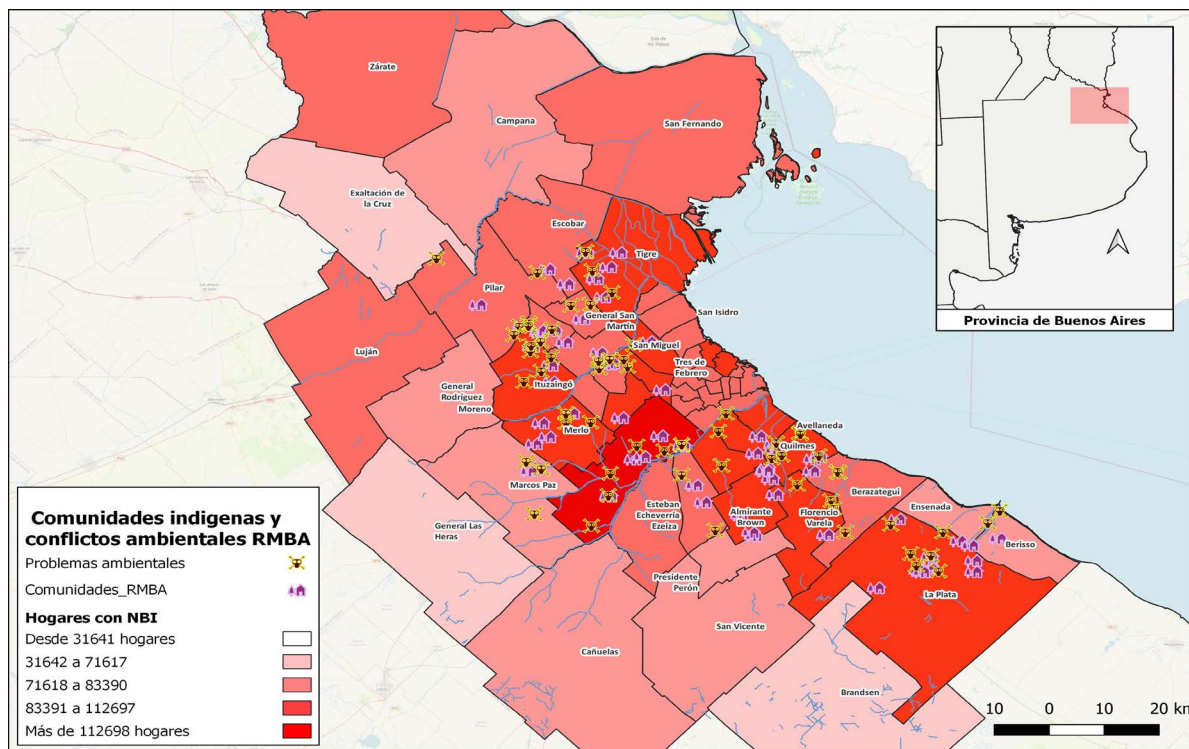 Zárate
Campana
San Fernando
Exaltación de
la Cruz
Escobar
Tigre
Pilar
General San
Martín
San Isidro
San Miguel
Luján
Tres de
Febrero
General
Rodríguez
Ituzaingó
Moreno
Merlo
Avellaneda
Quilmes
Marcos Paz
Berazategui
Esteban
Echeverría
Ezeiza
Almirante
Brown
Florencio
Varela
Ensenada
General Las
Heras
Berisso
Presidente
Perón
La Plata
San Vicente
Cañuelas
Brandsen
Provincia de Buenos Aires
Comunidades indigenas y
conflictos ambientales RMBA
Problemas ambientales
Comunidades_RMBA
Hogares con NBI
Desde 31641 hogares
31642 a 71617
71618 a 83390
83391 a 112697
Más de 112698 hogares
10 0 10 20 km